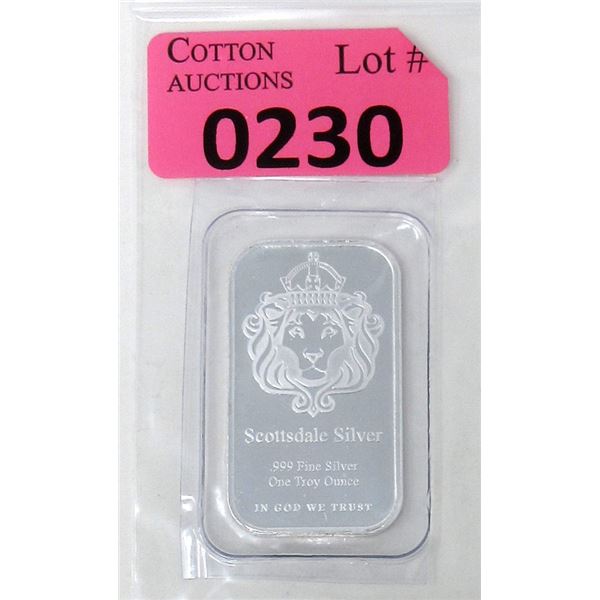 COTTON
AUCTIONS
Lot #
0230
Scottsdale Silver
.999 Fine Silver
One Troy Ounce
IN GOD WE TRUST